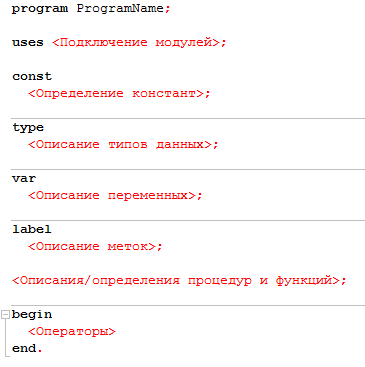 program ProgramName;
uses <Подключение модулей>;
const
<Определение констант>;
type
<Описание типов данных>;
var
<Описание переменных>;
label
<Описание меток>;
<Описания/определения процедур и функций>;
begin
<Операторы>
end.